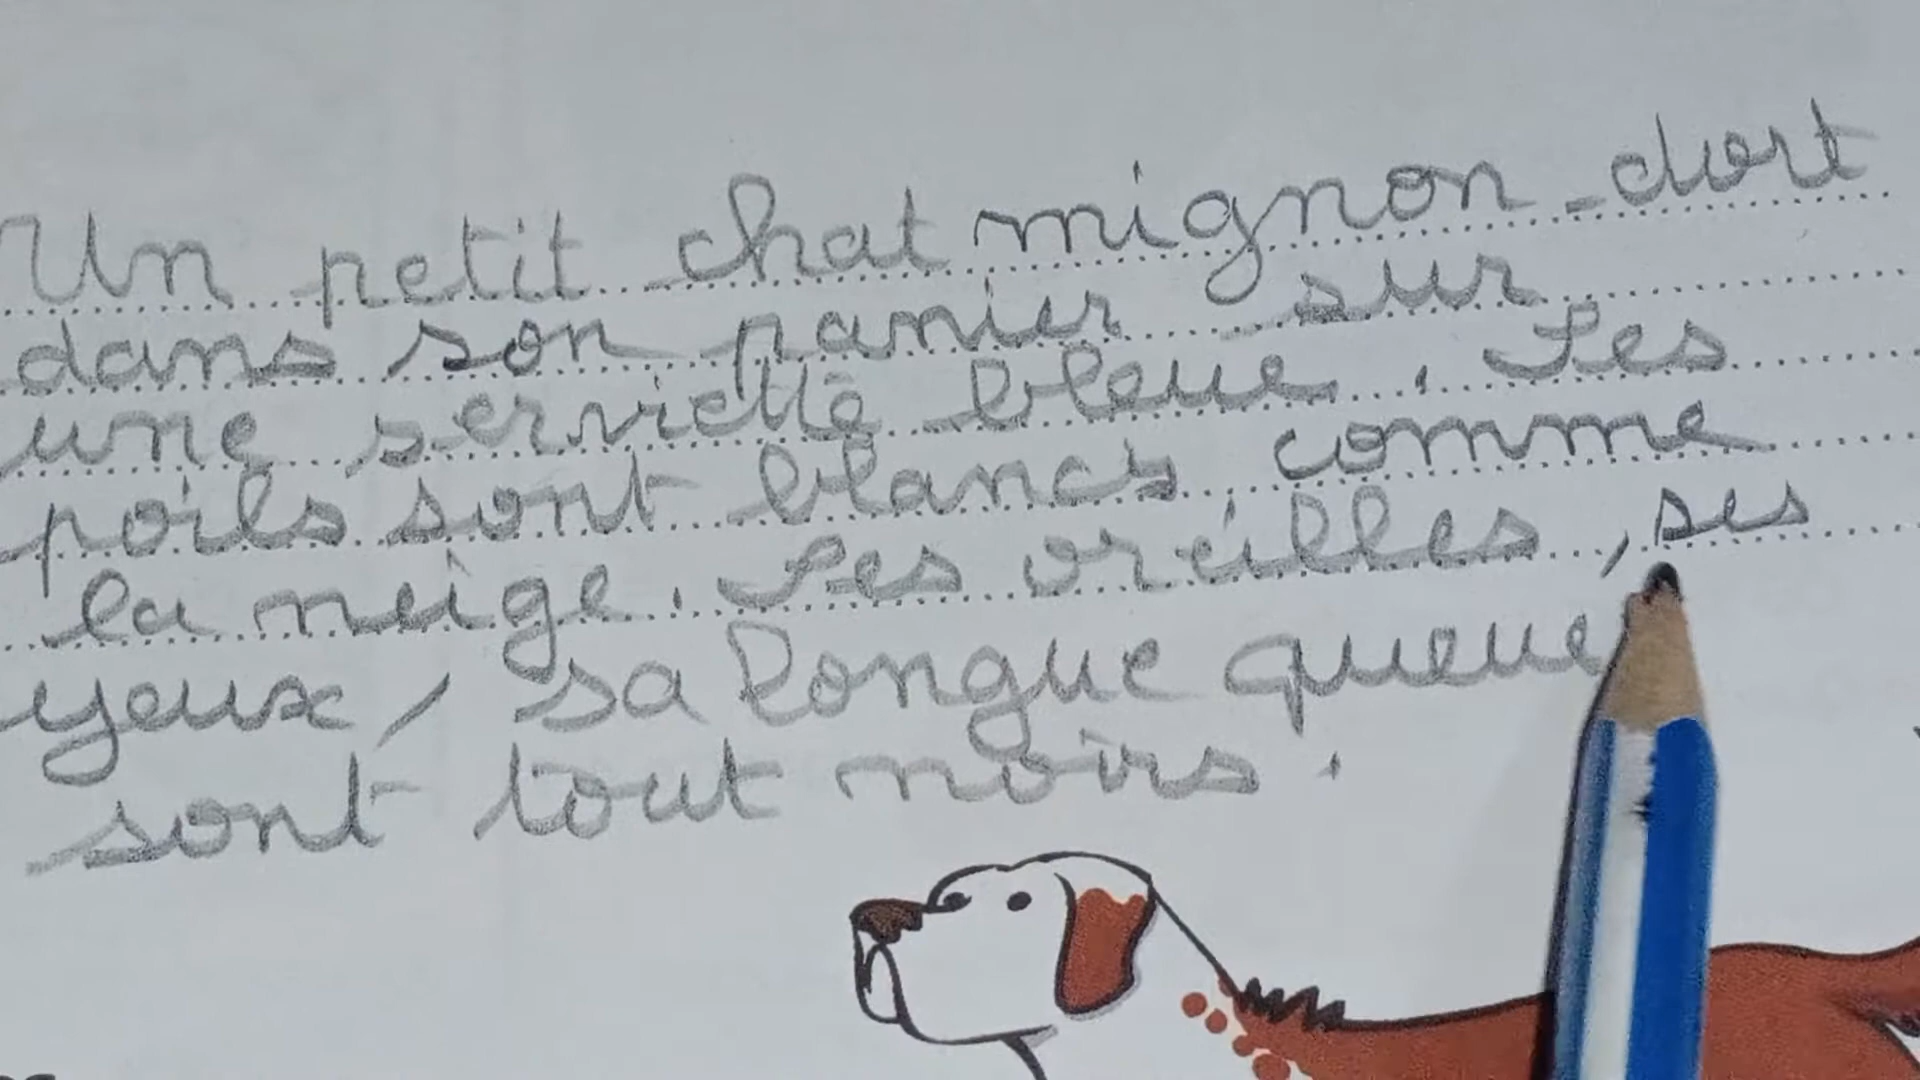 Un petit chat mignon dort
dans son panier sur
une serviette bleue. Ses
poils sont blancs comme
la neige. Ses oreilles, ses
yeux, sa longue queue
sont tout noirs.